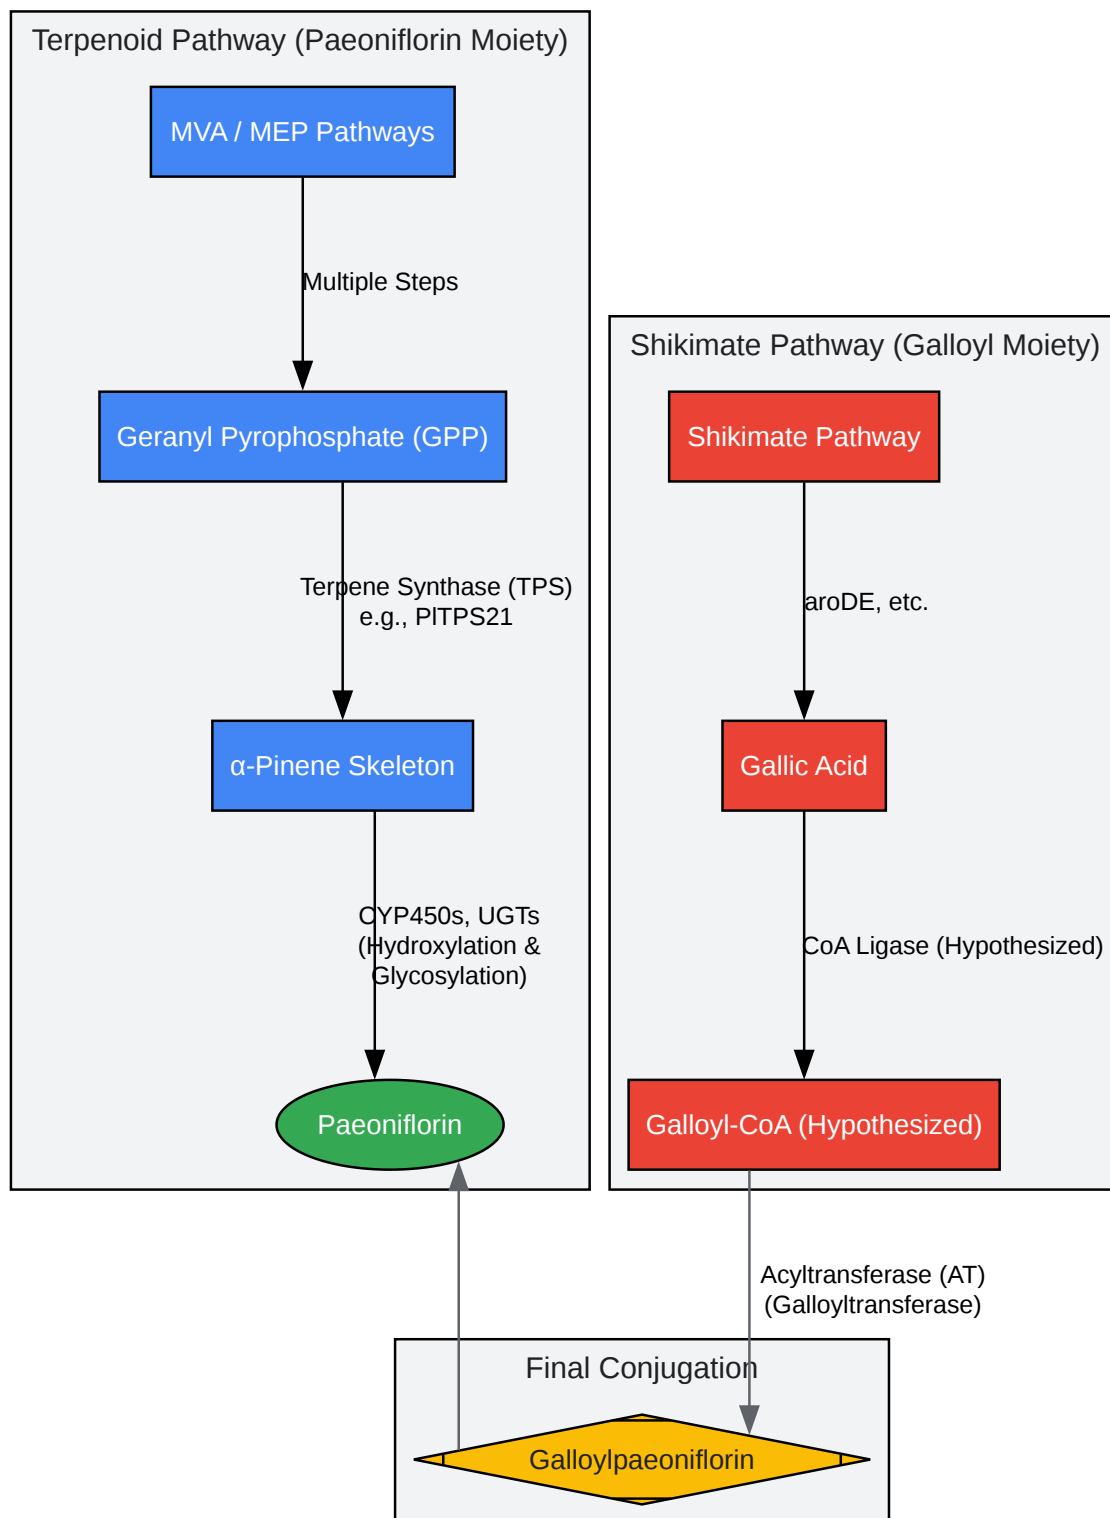 Terpenoid Pathway (Paeoniflorin Moiety)
MVA / MEP Pathways
Multiple Steps
Geranyl Pyrophosphate (GPP)
Terpene Synthase (TPS)
e.g., PlTPS21
α-Pinene Skeleton
CYP450s, UGTs
(Hydroxylation &
Glycosylation)
Paeoniflorin
Shikimate Pathway (Galloyl Moiety)
Shikimate Pathway
aroDE, etc.
Gallic Acid
CoA Ligase (Hypothesized)
Galloyl-CoA (Hypothesized)
Acyltransferase (AT)
(Galloyltransferase)
Final Conjugation
Galloylpaeoniflorin